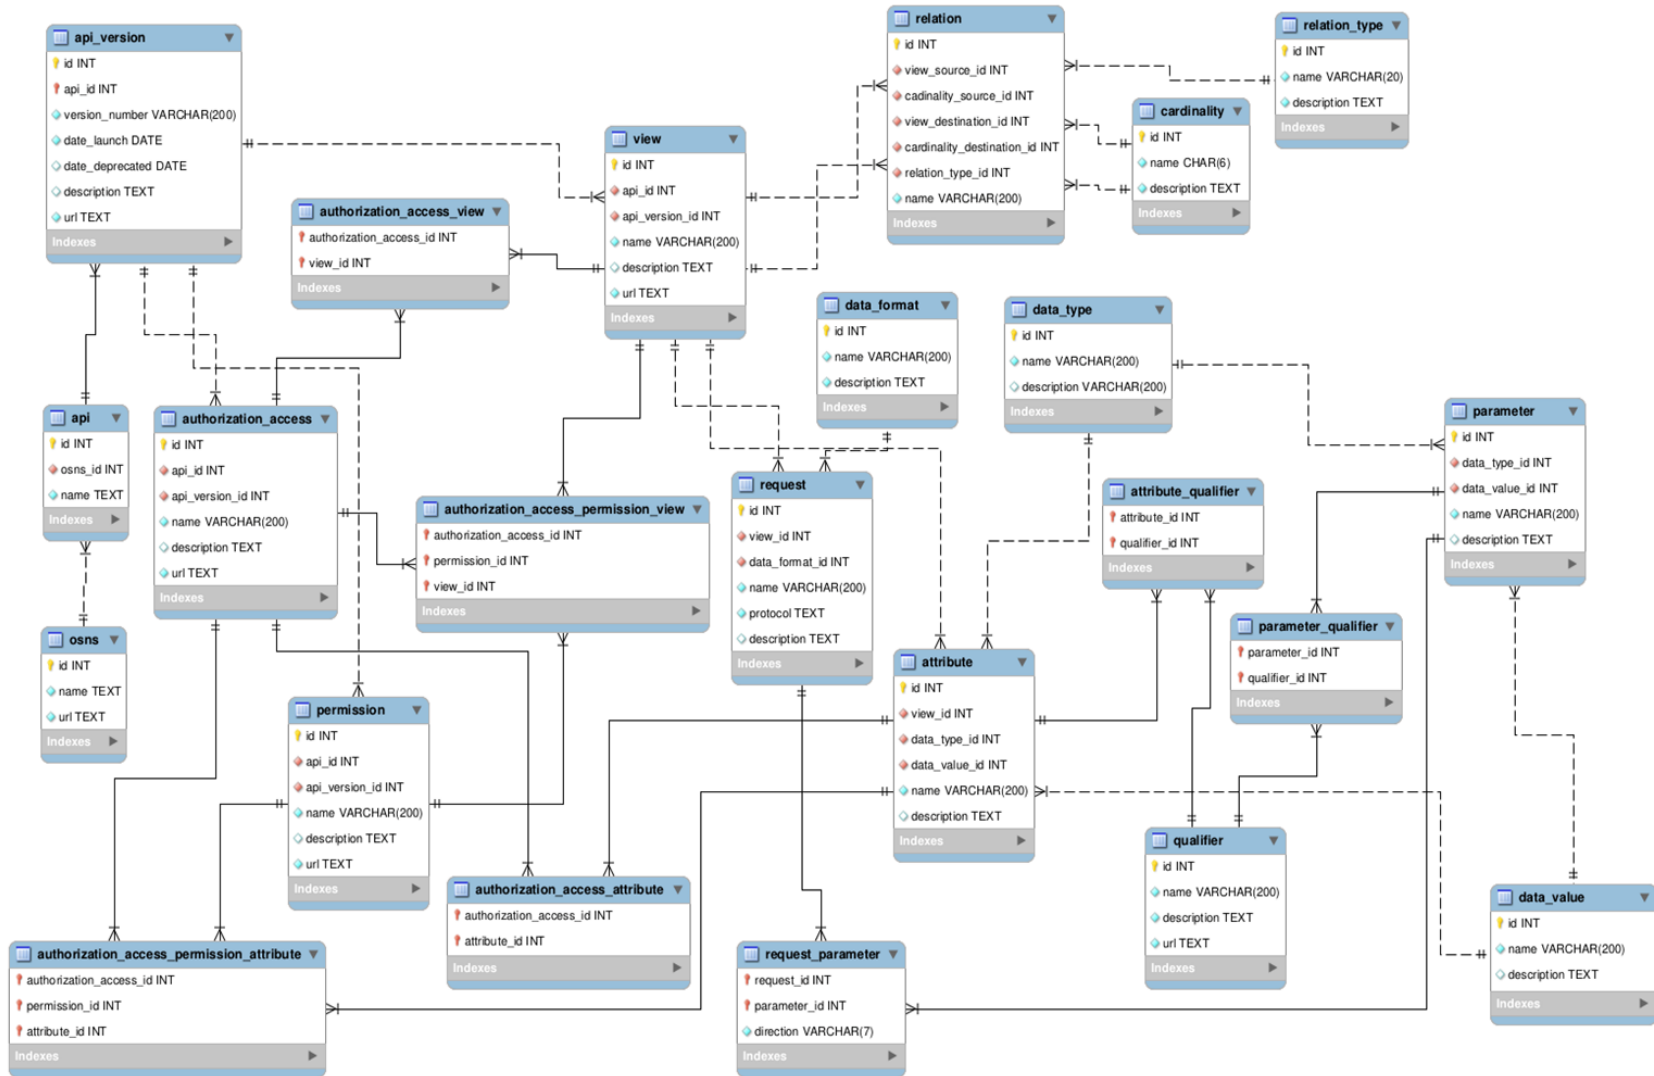 api_version
id INT
api_id INT
version_number VARCHAR(200)
date_launch DATE
date_deprecated DATE
description TEXT
url TEXT
Indexes
relation
id INT
view_source_id INT
cadinality_source_id INT
view_destination_id INT
cardinality_destination_id INT
relation_type_id INT
name VARCHAR(200)
Indexes
relation_type
id INT
name VARCHAR(20)
description TEXT
Indexes
cardinality
id INT
name CHAR(6)
description TEXT
Indexes
view
id INT
api_id INT
api_version_id INT
name VARCHAR(200)
description TEXT
url TEXT
Indexes
authorization_access_view
authorization_access_id INT
view_id INT
Indexes
data_format
id INT
name VARCHAR(200)
description TEXT
Indexes
data_type
id INT
name VARCHAR(200)
description VARCHAR(200)
Indexes
api
id INT
osns_id INT
name TEXT
Indexes
authorization_access
id INT
api_id INT
api_version_id INT
name VARCHAR(200)
description TEXT
url TEXT
Indexes
parameter
id INT
data_type_id INT
data_value_id INT
name VARCHAR(200)
description TEXT
Indexes
authorization_access_permission_view
authorization_access_id INT
permission_id INT
view_id INT
Indexes
request
id INT
view_id INT
data_format_id INT
name VARCHAR(200)
protocol TEXT
description TEXT
Indexes
attribute_qualifier
attribute_id INT
qualifier_id INT
Indexes
osns
id INT
name TEXT
url TEXT
Indexes
parameter_qualifier
parameter_id INT
qualifier_id INT
Indexes
attribute
id INT
view_id INT
data_type_id INT
data_value_id INT
name VARCHAR(200)
description TEXT
Indexes
permission
id INT
api_id INT
api_version_id INT
name VARCHAR(200)
description TEXT
url TEXT
Indexes
qualifier
id INT
name VARCHAR(200)
description TEXT
url TEXT
Indexes
authorization_access_attribute
authorization_access_id INT
attribute_id INT
Indexes
data_value
id INT
name VARCHAR(200)
description TEXT
Indexes
authorization_access_permission_attribute
authorization_access_id INT
permission_id INT
attribute_id INT
Indexes
request_parameter
request_id INT
parameter_id INT
direction VARCHAR(7)
Indexes